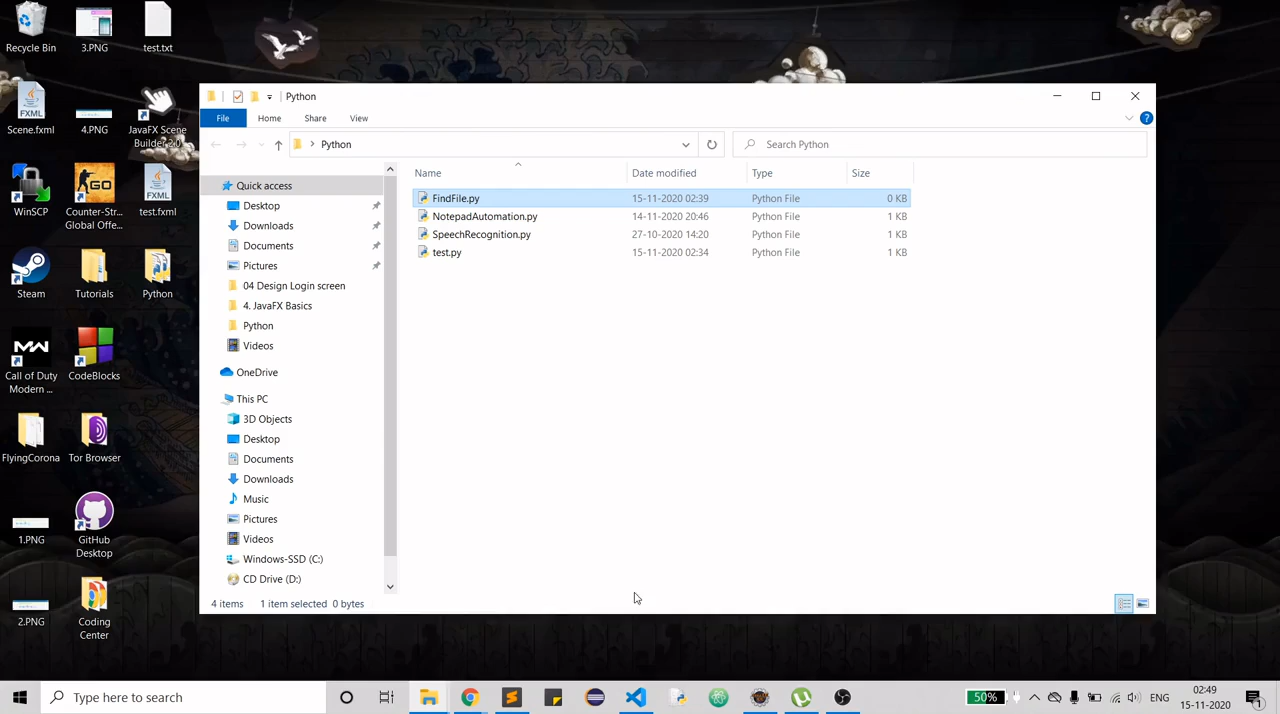 Recycle Bin
3.PNG
test.txt
Scene.fxml
4.PNG
JavaFX Scene
Builder 2.0
WinSCP
Counter-Str...
Global Offe...
test.fxml
Steam
Tutorials
Python
Call of Duty
Modern ...
CodeBlocks
FlyingCorona
Tor Browser
1.PNG
GitHub
Desktop
2.PNG
Coding
Center
Python
File
Home
Share
View
Python
Search Python
Name
Date modified
Type
Size
Quick access
Desktop
Downloads
Documents
Pictures
04 Design Login screen
4. JavaFX Basics
Python
Videos
OneDrive
This PC
3D Objects
Desktop
Documents
Downloads
Music
Pictures
Videos
Windows-SSD (C:)
CD Drive (D:)
FindFile.py 15-11-2020 02:39 Python File 0 KB
NotepadAutomation.py 14-11-2020 20:46 Python File 1 KB
SpeechRecognition.py 27-10-2020 14:20 Python File 1 KB
test.py 15-11-2020 02:34 Python File 1 KB
4 items 1 item selected 0 bytes
Type here to search
50%
ENG
02:49
15-11-2020